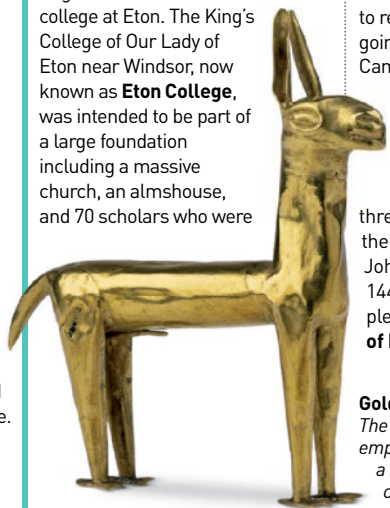 college at Eton. The King's
College of Our Lady of
Eton near Windsor, now
known as Eton College,
was intended to be part of
a large foundation
including a massive
church, an almshouse,
and 70 scholars who were
e.
to re
goin
Can
thre
the
Joh
144
ple
of
Gold
The
emp
a